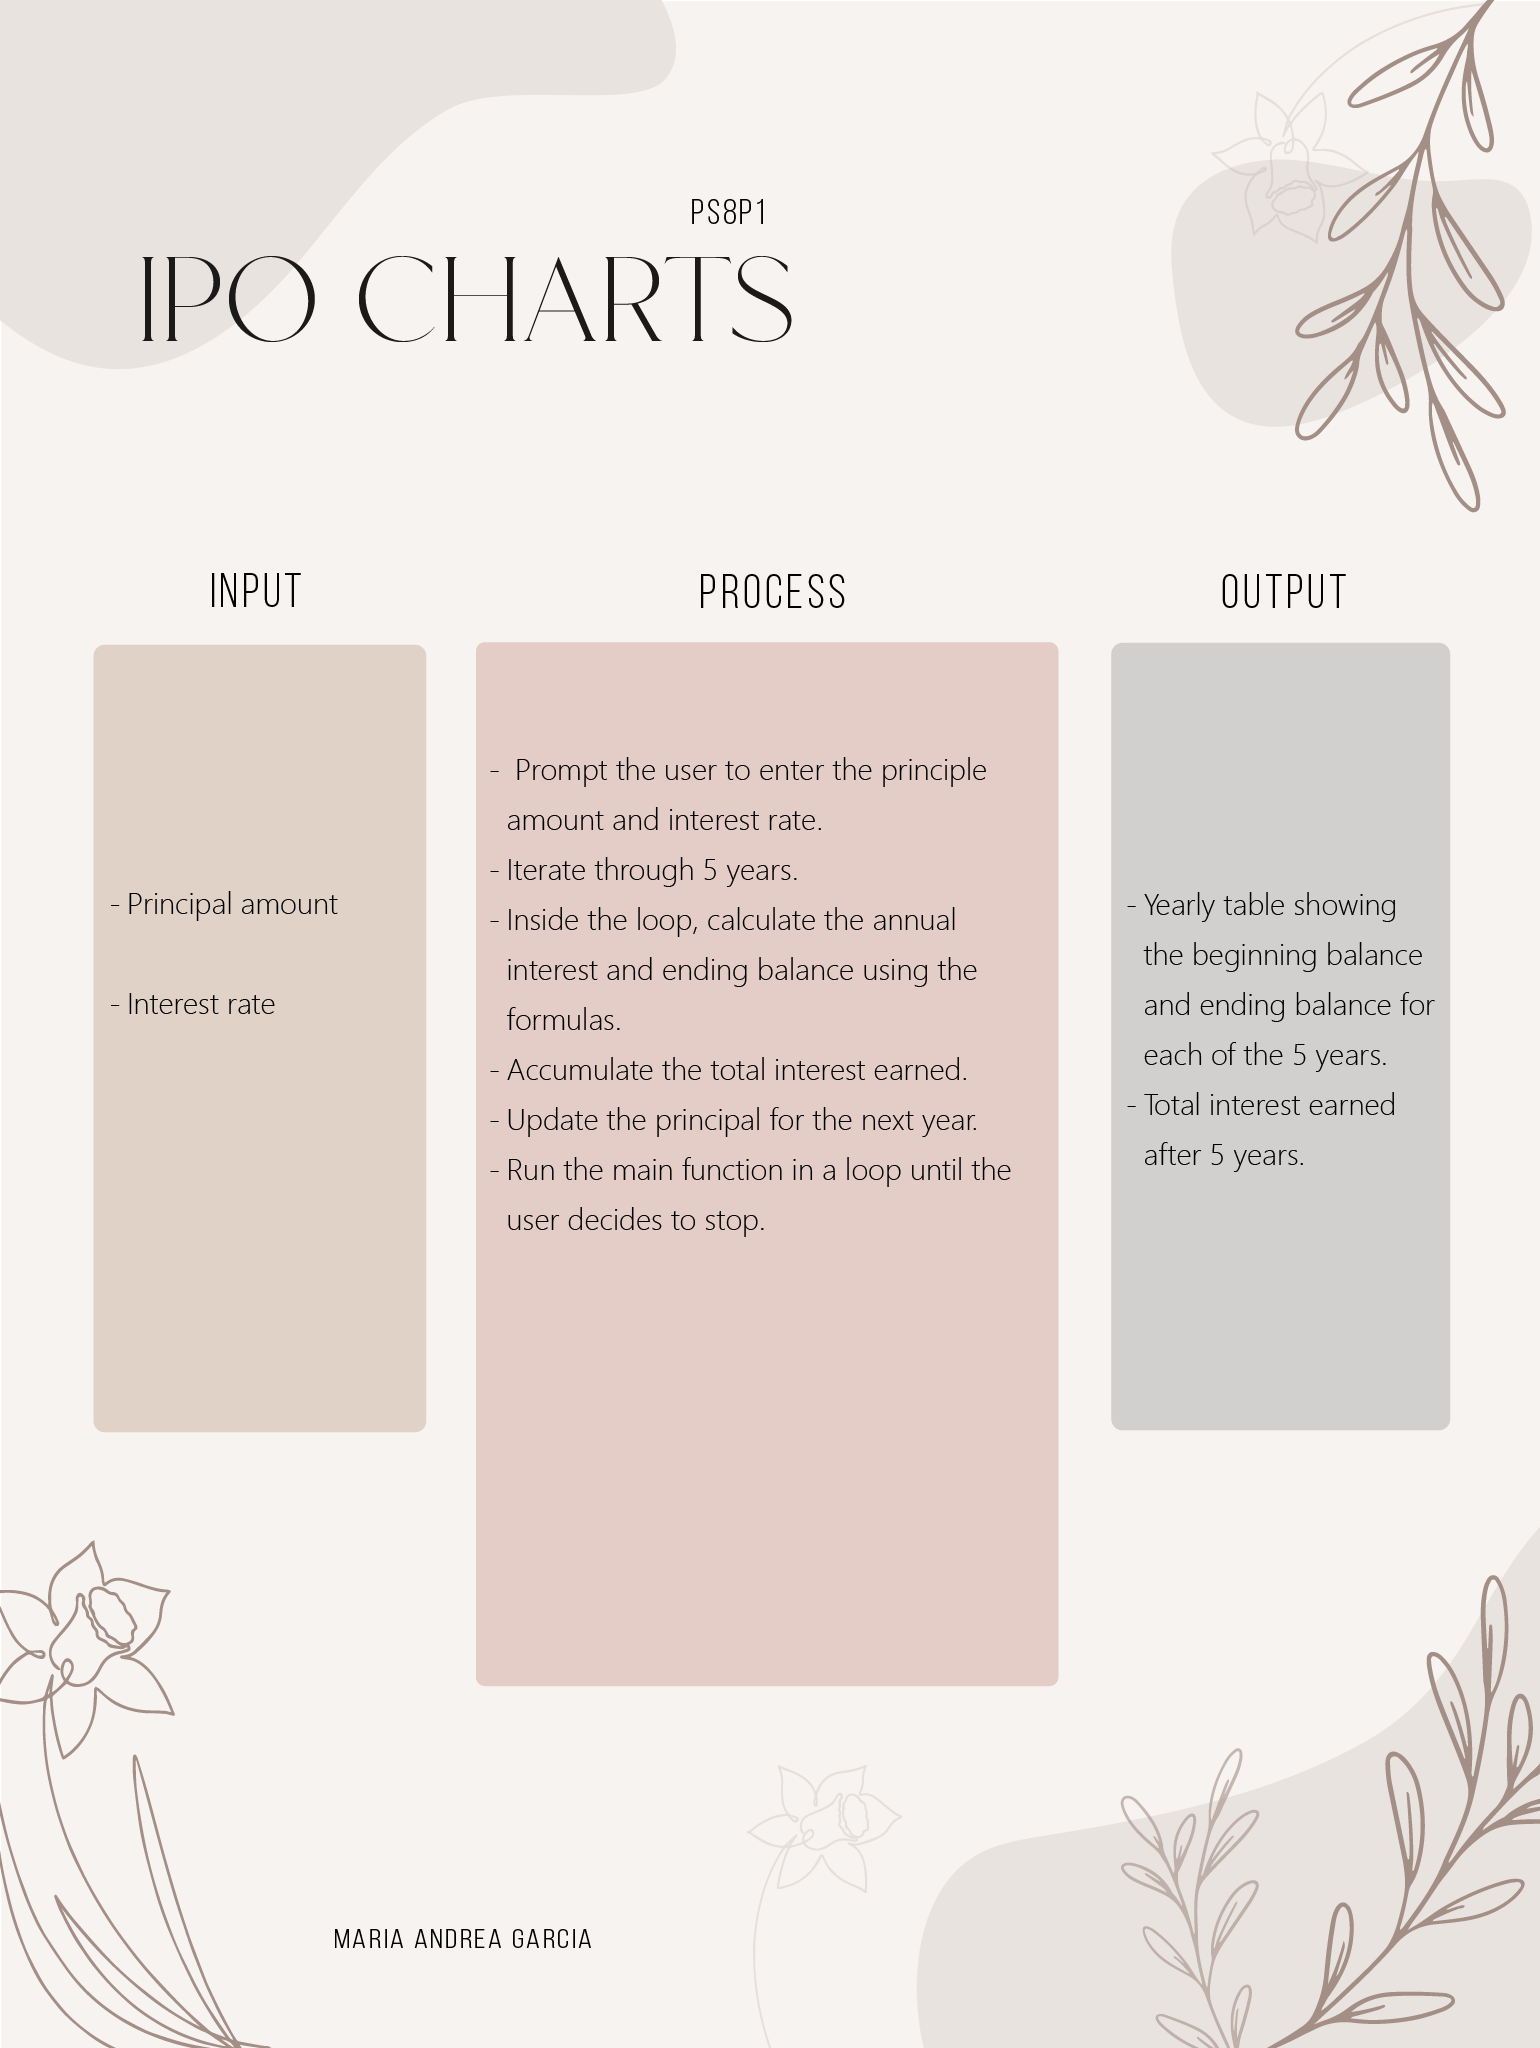 PS8P1
IPO CHARTS
INPUT
- Principal amount
- Interest rate
PROCESS
- Prompt the user to enter the principle
amount and interest rate.
- Iterate through 5 years.
- Inside the loop, calculate the annual
interest and ending balance using the
formulas.
- Accumulate the total interest earned.
- Update the principal for the next year.
- Run the main function in a loop until the
user decides to stop.
OUTPUT
- Yearly table showing
the beginning balance
and ending balance for
each of the 5 years.
- Total interest earned
after 5 years.
MARIA ANDREA GARCIA